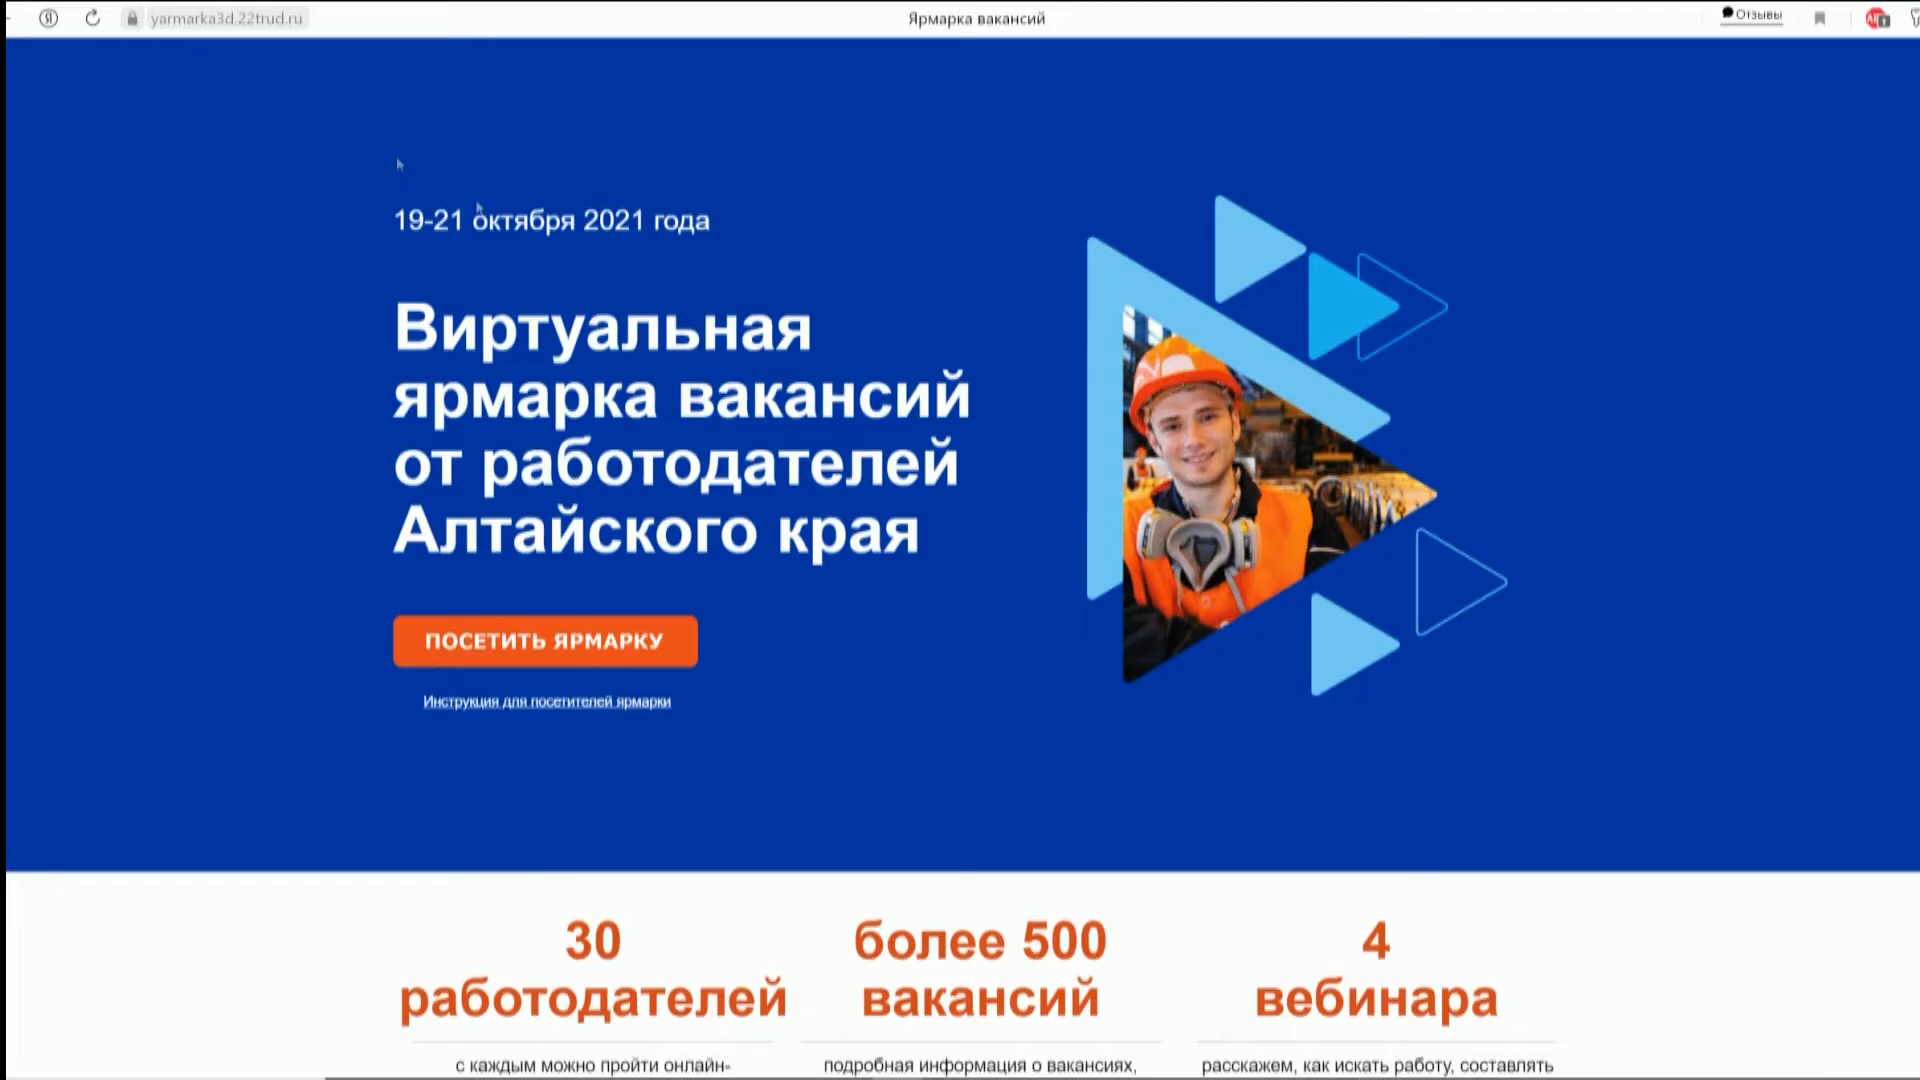 yarmarka3d.22trud.ru
Ярмарка вакансий
Отзывы
19-21 октября 2021 года
Виртуальная
ярмарка вакансий
от работодателей
Алтайского края
ПОСЕТИТЬ ЯРМАРКУ
Инструкция для посетителей ярмарки
30
работодателей
более 500
вакансий
4
вебинара
с каждым можно пройти онлайн-
подробная информация о вакансиях,
расскажем, как искать работу, составлять